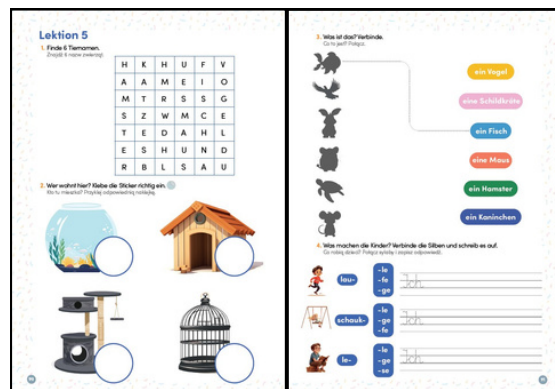 Lektion 5
1. Finde 6 Tiernamen.
Znajdź 6 nazw zwierząt.
H K H U F V
A A M E I O
M T R S S G
S Z W M C E
T E D A H L
E S H U N D
R B L S A U
2. Wer wohnt hier? Klebe die Sticker richtig ein.
Kto tu mieszka? Przyklej odpowiednią naklejkę.
3. Was ist das? Verbinde.
Co to jest? Połącz.
ein Vogel
eine Schildkröte
ein Fisch
eine Maus
ein Hamster
ein Kaninchen
4. Was machen die Kinder? Verbinde die Silben und schreib es auf.
Co robią dzieci? Połącz sylaby i zapisz odpowiedź.
lau-
-le
-fe
-ge
Ich
schauk-
-le
-ge
-fe
Ich
le-
-le
-ge
-se
Ich